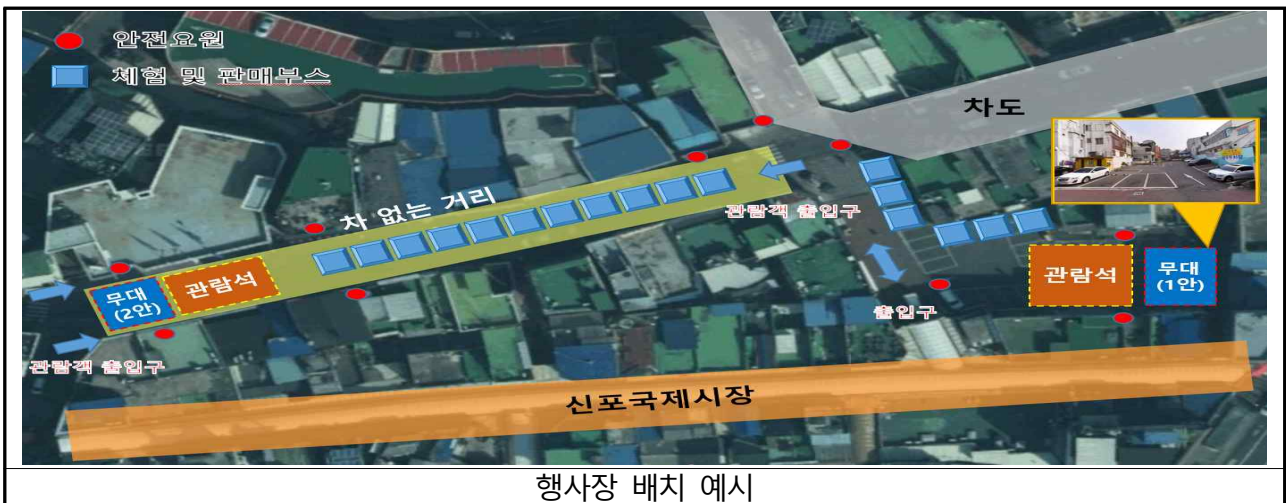 안전요원
체험 및 판매부스
차도
차 없는 거리
관람객 출입구
관람석
무대
(2안)
관람석
무대
(1안)
출입구
관람객 출입구
신포국제시장
행사장 배치 예시